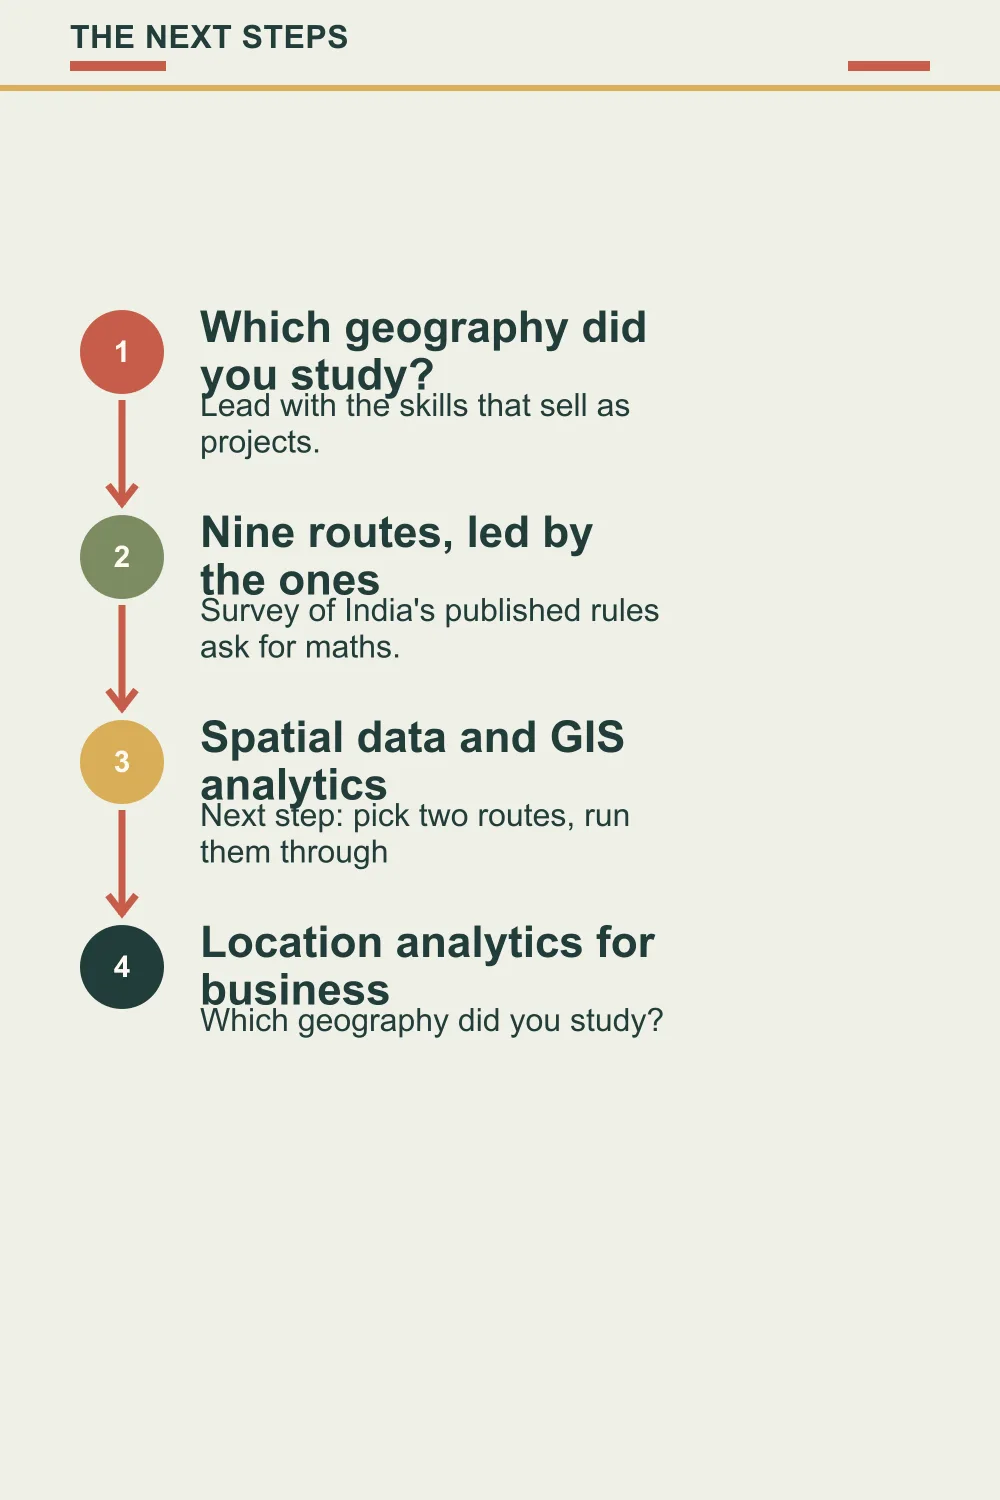 THE NEXT STEPS
1
Which geography did
you study?
Lead with the skills that sell as
projects.
2
Nine routes, led by
the ones
Survey of India's published rules
ask for maths.
3
Spatial data and GIS
analytics
Next step: pick two routes, run
them through
4
Location analytics for
business
Which geography did you study?